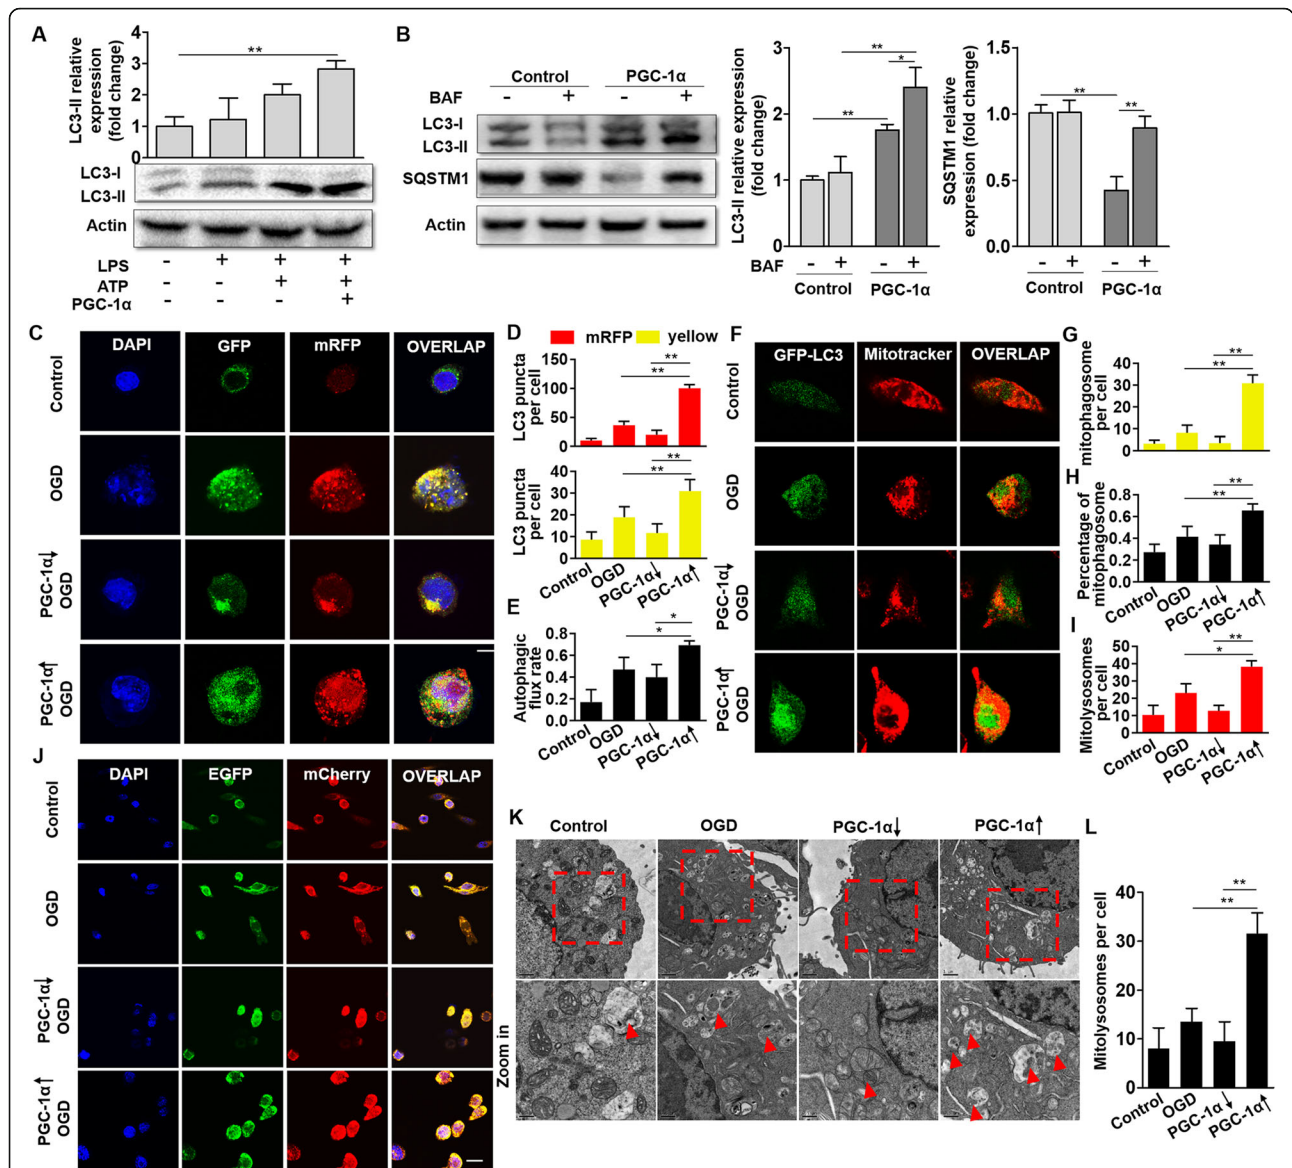 A
LC3-II relative
expression
(fold change)
4
3
2
1
0
**
LC3-I
LC3-II
Actin
LPS - + + +
ATP - - + +
PGC-1α - - - +
B
Control PGC-1α
BAF - + - +
LC3-I
LC3-II
SQSTM1
Actin
LC3-II relative expression
(fold change)
3
2
1
0
**
*
**
BAF - + - +
Control PGC-1α
SQSTM1 relative
expression (fold change)
1.5
1.0
0.5
0.0
**
**
- + - +
Control PGC-1α
C
DAPI GFP mRFP OVERLAP
Control
OGD
PGC-1α↓
OGD
PGC-1α↑
OGD
D
mRFP yellow
LC3 puncta
per cell
150
100
50
0
**
**
LC3 puncta
per cell
40
30
20
10
0
**
**
Control OGD PGC-1α↓ PGC-1α↑
E
Autophagic
flux rate
0.8
0.6
0.4
0.2
0.0
*
*
Control OGD PGC-1α↓ PGC-1α↑
F
GFP-LC3 Mitotracker OVERLAP
Control
OGD
PGC-1α↓
OGD
PGC-1α↑
OGD
G
mitophagosome
per cell
40
30
20
10
0
**
**
H
Percentage of
mitophagosome
0.8
0.6
0.4
0.2
0.0
**
**
Control OGD PGC-1α↓ PGC-1α↑
I
Mitolysosomes
per cell
50
40
30
20
10
0
**
*
Control OGD PGC-1α↓ PGC-1α↑
J
DAPI EGFP mCherry OVERLAP
Control
OGD
PGC-1α↓
OGD
PGC-1α↑
OGD
K
Control OGD PGC-1α↓ PGC-1α↑
Zoom in
L
Mitolysosomes per cell
40
30
20
10
0
**
**
Control OGD PGC-1α↓ PGC-1α↑